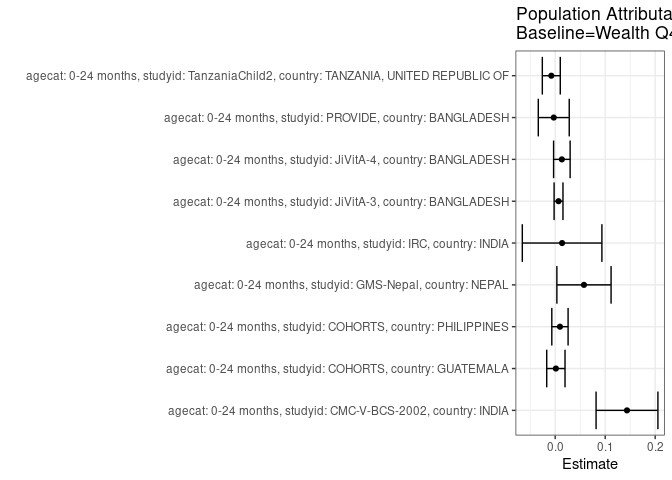 Population Attributa
Baseline=Wealth Q4
agecat: 0-24 months, studyid: TanzaniaChild2, country: TANZANIA, UNITED REPUBLIC OF
agecat: 0-24 months, studyid: PROVIDE, country: BANGLADESH
agecat: 0-24 months, studyid: JiVitA-4, country: BANGLADESH
agecat: 0-24 months, studyid: JiVitA-3, country: BANGLADESH
agecat: 0-24 months, studyid: IRC, country: INDIA
agecat: 0-24 months, studyid: GMS-Nepal, country: NEPAL
agecat: 0-24 months, studyid: COHORTS, country: PHILIPPINES
agecat: 0-24 months, studyid: COHORTS, country: GUATEMALA
agecat: 0-24 months, studyid: CMC-V-BCS-2002, country: INDIA
0.0 0.1 0.2
Estimate